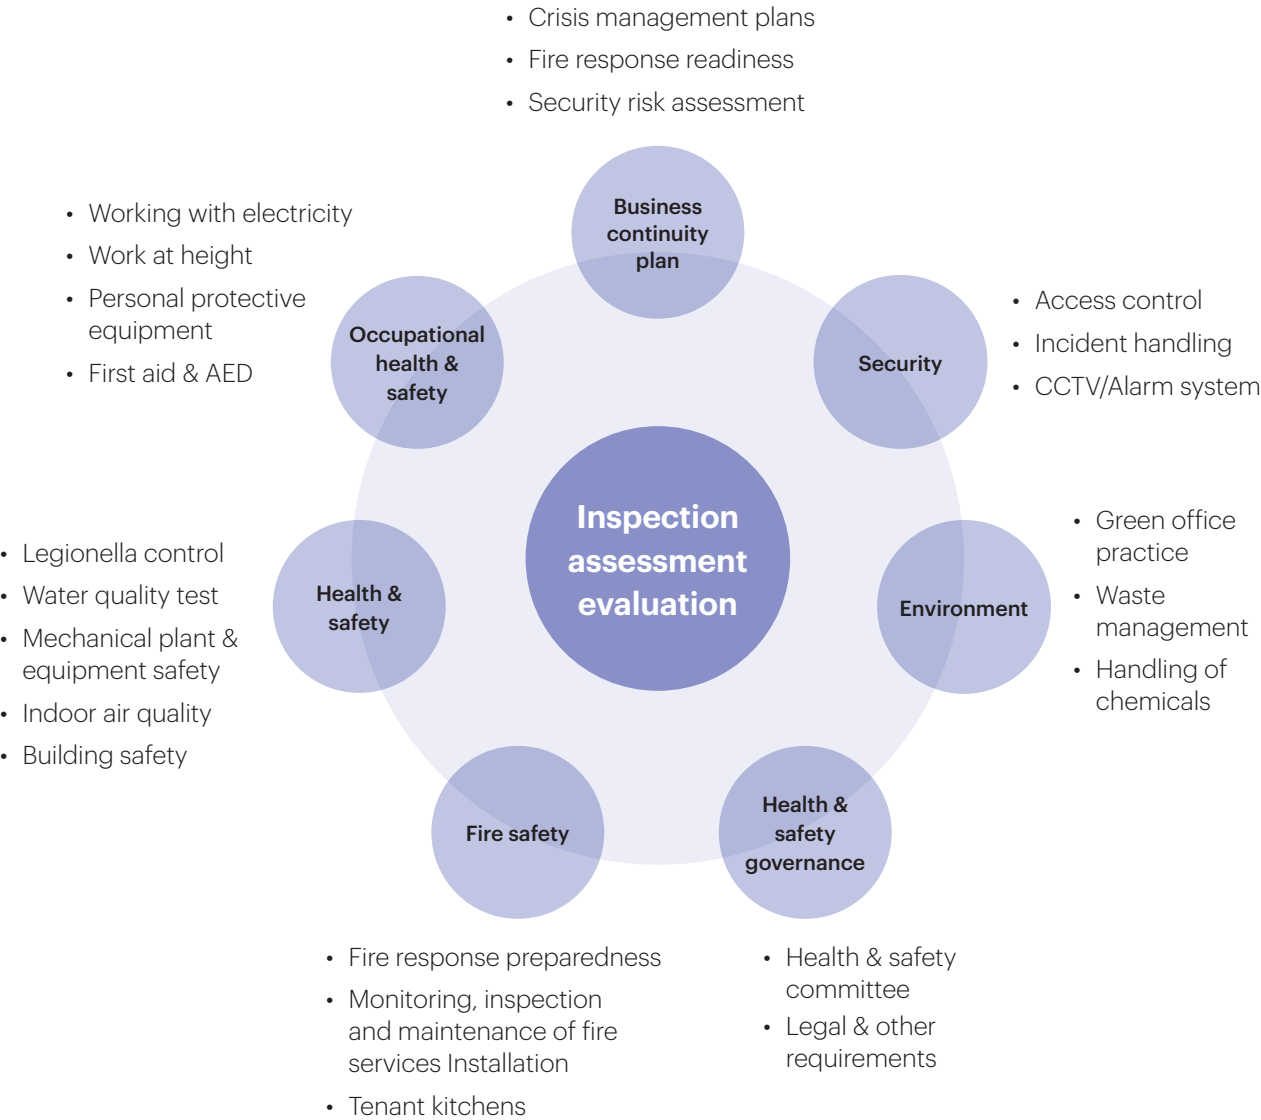 • Crisis management plans
• Fire response readiness
• Security risk assessment
Business
continuity
plan
• Working with electricity
• Work at height
• Personal protective
equipment
• First aid & AED
Occupational
health &
safety
Security
• Access control
• Incident handling
• CCTV/Alarm system
Inspection
assessment
evaluation
• Legionella control
• Water quality test
• Mechanical plant &
equipment safety
• Indoor air quality
• Building safety
Health &
safety
Environment
• Green office
practice
• Waste
management
• Handling of
chemicals
Fire safety
Health &
safety
governance
• Fire response preparedness
• Monitoring, inspection
and maintenance of fire
services Installation
• Tenant kitchens
• Health & safety
committee
• Legal & other
requirements